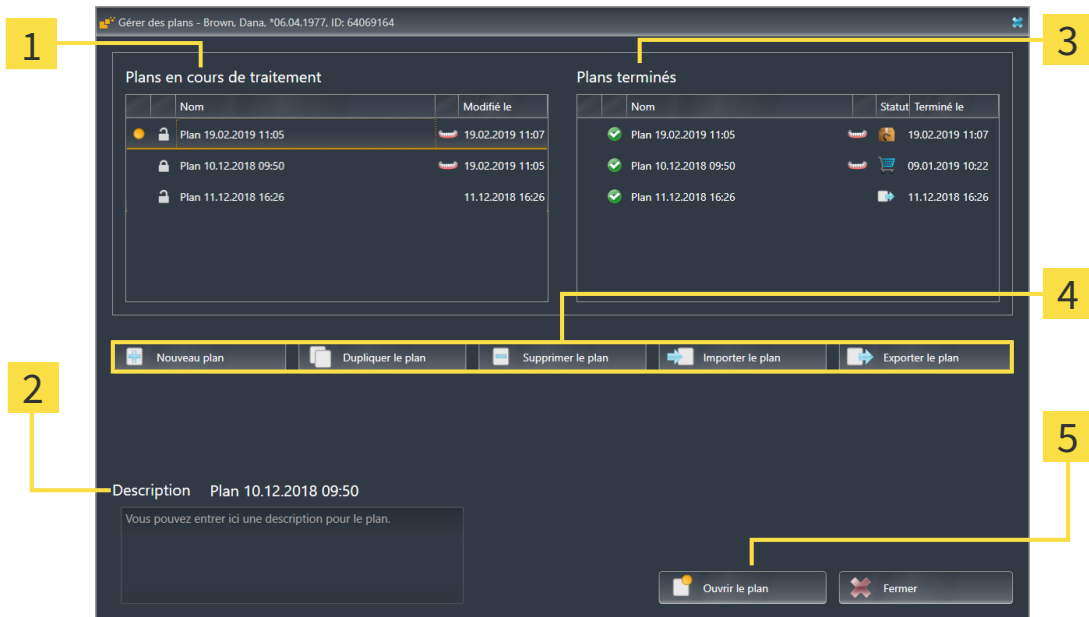 Gérer des plans - Brown, Dana, *06.04.1977, ID: 64069164
1
3
Plans en cours de traitement
Nom Modifié le
Plan 19.02.2019 11:05 19.02.2019 11:07
Plan 10.12.2018 09:50 19.02.2019 11:05
Plan 11.12.2018 16:26 11.12.2018 16:26
Plans terminés
Nom Statut Terminé le
Plan 19.02.2019 11:05 19.02.2019 11:07
Plan 10.12.2018 09:50 09.01.2019 10:22
Plan 11.12.2018 16:26 11.12.2018 16:26
4
Nouveau plan Dupliquer le plan Supprimer le plan Importer le plan Exporter le plan
2
5
Description Plan 10.12.2018 09:50
Vous pouvez entrer ici une description pour le plan.
Ouvrir le plan Fermer